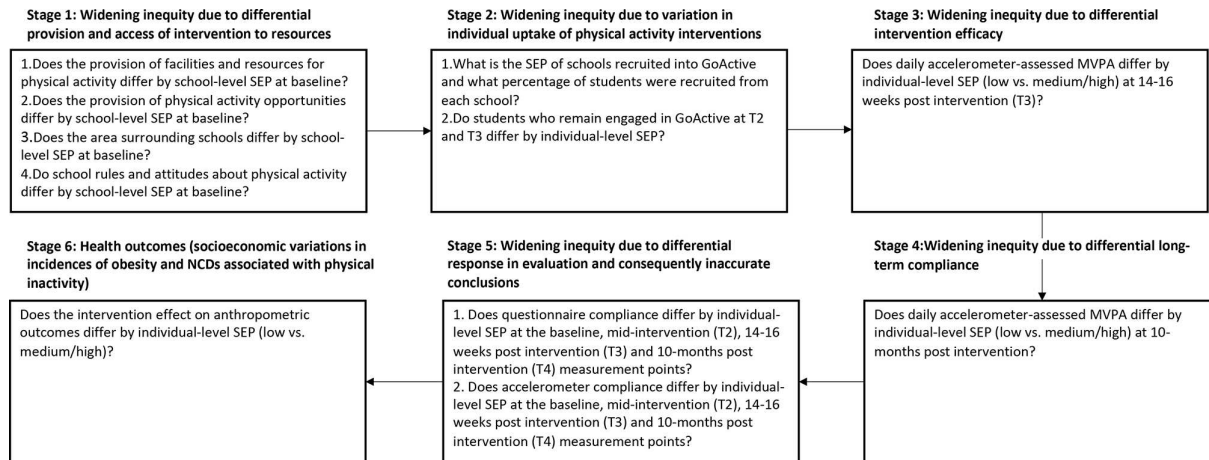 Stage 1: Widening inequity due to differential
provision and access of intervention to resources
1.Does the provision of facilities and resources for
physical activity differ by school-level SEP at baseline?
2.Does the provision of physical activity opportunities
differ by school-level SEP at baseline?
3.Does the area surrounding schools differ by school-
level SEP at baseline?
4.Do school rules and attitudes about physical activity
differ by school-level SEP at baseline?
Stage 2: Widening inequity due to variation in
individual uptake of physical activity interventions
1.What is the SEP of schools recruited into GoActive
and what percentage of students were recruited from
each school?
2.Do students who remain engaged in GoActive at T2
and T3 differ by individual-level SEP?
Stage 3: Widening inequity due to differential
intervention efficacy
Does daily accelerometer-assessed MVPA differ by
individual-level SEP (low vs. medium/high) at 14-16
weeks post intervention (T3)?
Stage 4:Widening inequity due to differential long-
term compliance
Does daily accelerometer-assessed MVPA differ by
individual-level SEP (low vs. medium/high) at 10-
months post intervention?
Stage 5: Widening inequity due to differential
response in evaluation and consequently inaccurate
conclusions
1. Does questionnaire compliance differ by individual-
level SEP at the baseline, mid-intervention (T2), 14-16
weeks post intervention (T3) and 10-months post
intervention (T4) measurement points?
2. Does accelerometer compliance differ by individual-
level SEP at the baseline, mid-intervention (T2), 14-16
weeks post intervention (T3) and 10-months post
intervention (T4) measurement points?
Stage 6: Health outcomes (socioeconomic variations in
incidences of obesity and NCDs associated with physical
inactivity)
Does the intervention effect on anthropometric
outcomes differ by individual-level SEP (low vs.
medium/high)?